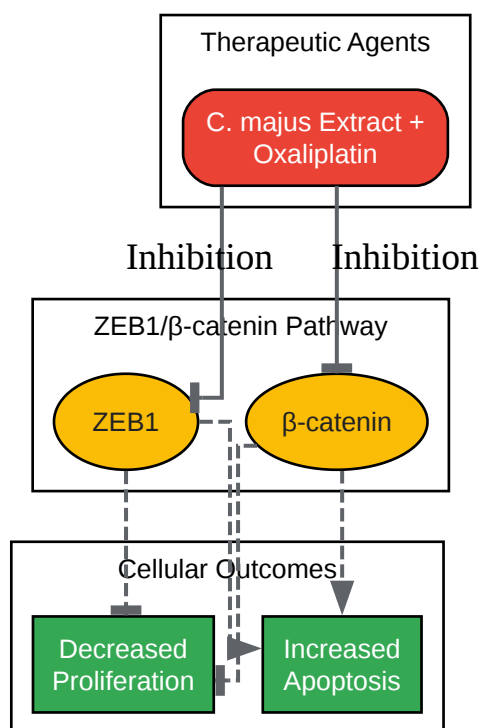 Therapeutic Agents
C. majus Extract +
Oxaliplatin
Inhibition
Inhibition
ZEB1/β-catenin Pathway
ZEB1
β-catenin
Cellular Outcomes
Decreased
Proliferation
Increased
Apoptosis